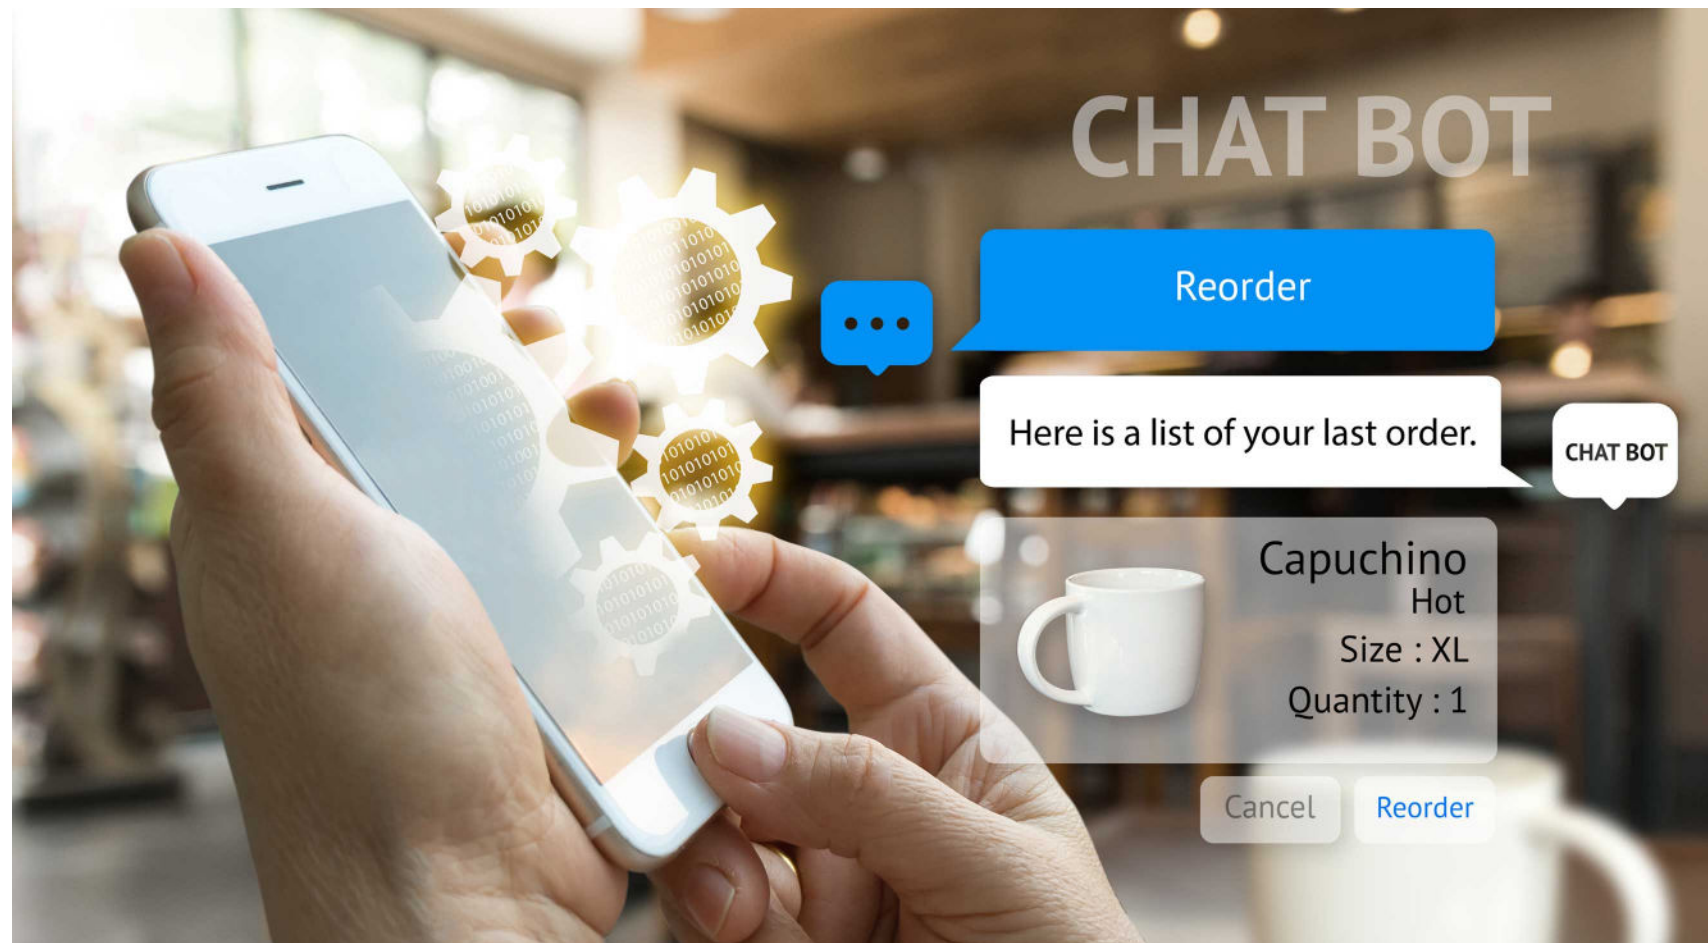 CHAT BOT
Reorder
Here is a list of your last order.
CHAT BOT
Capuchino
Hot
Size : XL
Quantity : 1
Cancel
Reorder